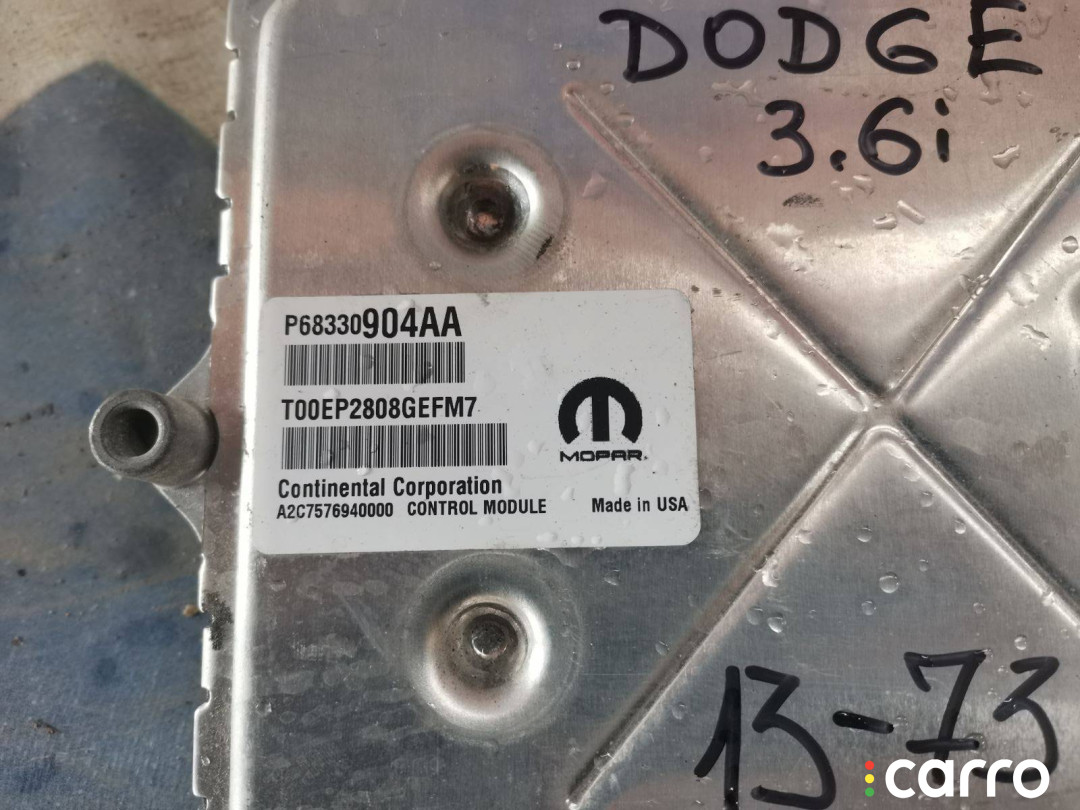 DODGE
3.6i
P68330904AA
T00EP2808GEFM7
MOPAR.
Continental Corporation
A2C7576940000 CONTROL MODULE Made in USA
13-73
carro